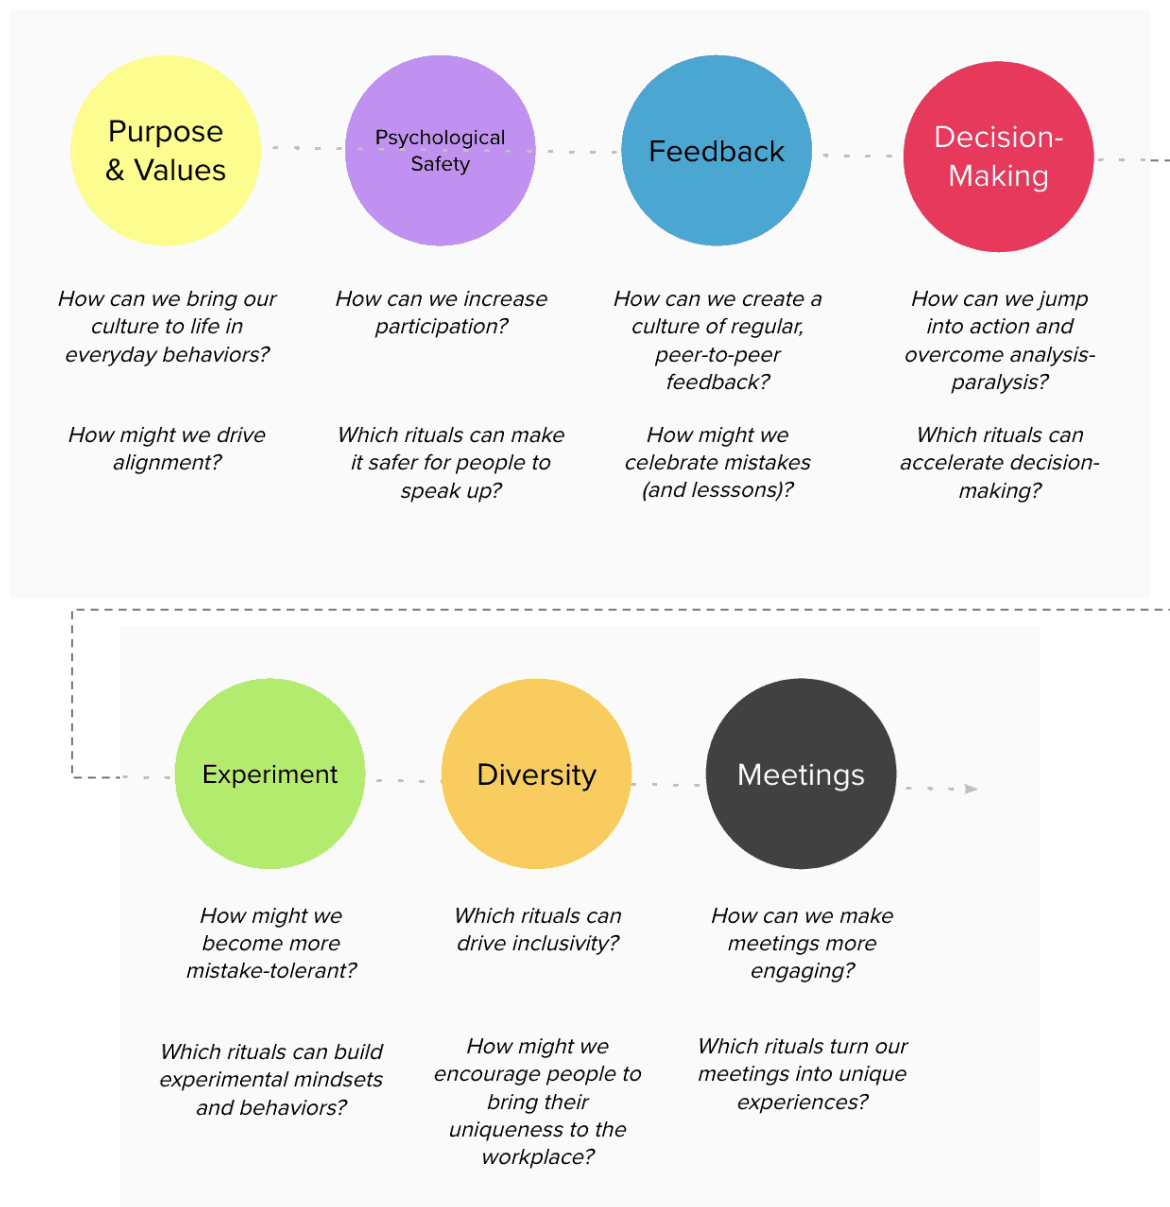 Purpose
& Values
Psychological
Safety
Feedback
Decision-
Making
How can we bring our
culture to life in
everyday behaviors?
How might we drive
alignment?
How can we increase
participation?
Which rituals can make
it safer for people to
speak up?
How can we create a
culture of regular,
peer-to-peer
feedback?
How might we
celebrate mistakes
(and lesssons)?
How can we jump
into action and
overcome analysis-
paralysis?
Which rituals can
accelerate decision-
making?
Experiment
Diversity
Meetings
How might we
become more
mistake-tolerant?
Which rituals can build
experimental mindsets
and behaviors?
Which rituals can
drive inclusivity?
How might we
encourage people to
bring their
uniqueness to the
workplace?
How can we make
meetings more
engaging?
Which rituals turn our
meetings into unique
experiences?